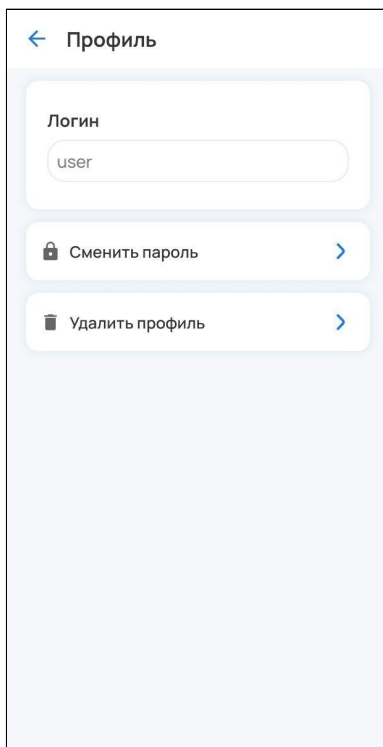 Профиль
Логин
user
Сменить пароль
Удалить профиль